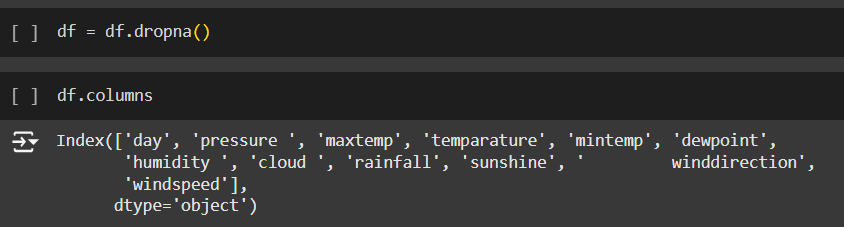 [ ] df = df.dropna()
[ ] df.columns
Index(['day', 'pressure ', 'maxtemp', 'temparature', 'mintemp', 'dewpoint',
       'humidity ', 'cloud ', 'rainfall', 'sunshine', '         winddirection',
       'windspeed'],
      dtype='object')